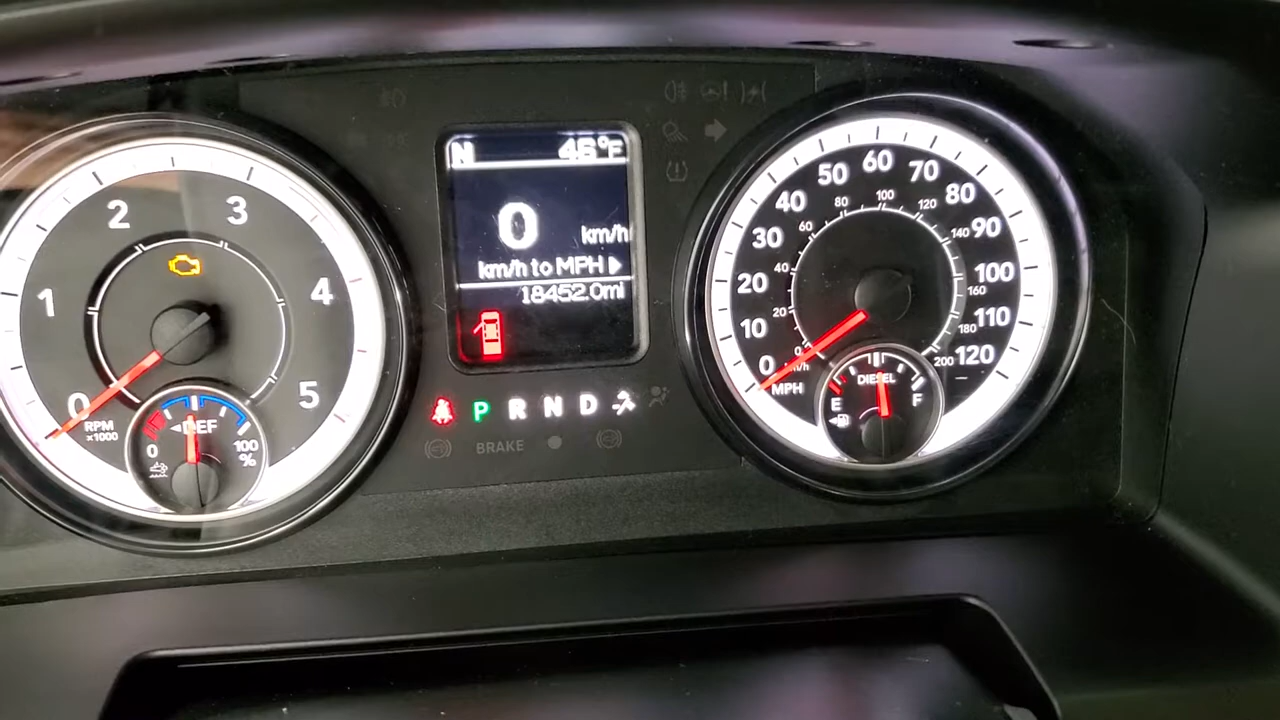 N 46°F
0 km/h
km/h to MPH
18452.0mi
P R N D
BRAKE
0 1 2 3 4 5
RPM
x1000
DEF
0 100
%
0 10 20 30 40 50 60 70 80 90 100 110 120
MPH
0 20 40 60 80 100 120 140 160 180 200
km/h
DIESEL
E F